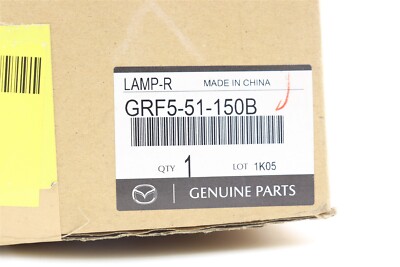 LAMP-R MADE IN CHINA
GRF5-51-150B
QTY 1 LOT 1K05
GENUINE PARTS